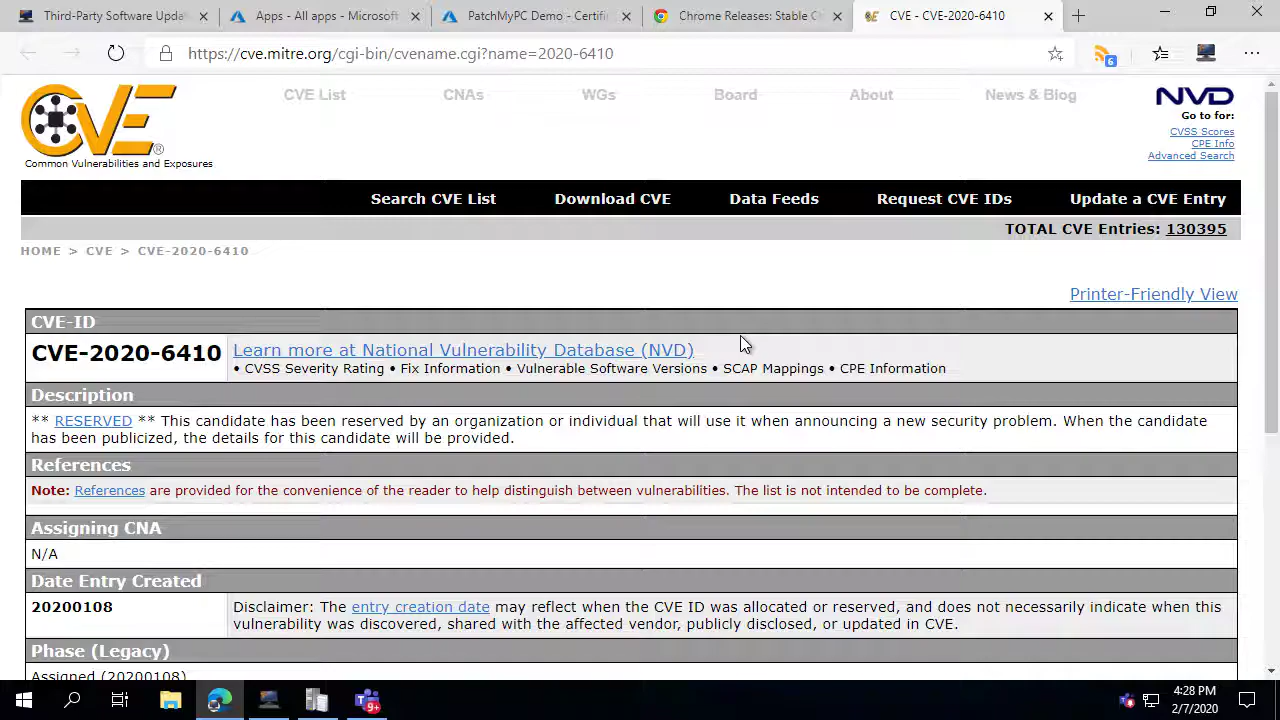 Third-Party Software Updat
Apps - All apps - Microsoft
PatchMyPC Demo - Certifi
Chrome Releases: Stable C
CVE - CVE-2020-6410
https://cve.mitre.org/cgi-bin/cvename.cgi?name=2020-6410
6
CVE®
Common Vulnerabilities and Exposures
CVE List
CNAs
WGs
Board
About
News & Blog
NVD
Go to for:
CVSS Scores
CPE Info
Advanced Search
Search CVE List
Download CVE
Data Feeds
Request CVE IDs
Update a CVE Entry
TOTAL CVE Entries: 130395
HOME > CVE > CVE-2020-6410
Printer-Friendly View
CVE-ID
CVE-2020-6410
Learn more at National Vulnerability Database (NVD)
• CVSS Severity Rating • Fix Information • Vulnerable Software Versions • SCAP Mappings • CPE Information
Description
** RESERVED ** This candidate has been reserved by an organization or individual that will use it when announcing a new security problem. When the candidate
has been publicized, the details for this candidate will be provided.
References
Note: References are provided for the convenience of the reader to help distinguish between vulnerabilities. The list is not intended to be complete.
Assigning CNA
N/A
Date Entry Created
20200108
Disclaimer: The entry creation date may reflect when the CVE ID was allocated or reserved, and does not necessarily indicate when this
vulnerability was discovered, shared with the affected vendor, publicly disclosed, or updated in CVE.
Phase (Legacy)
Assigned (20200108)
9+
4:28 PM
2/7/2020